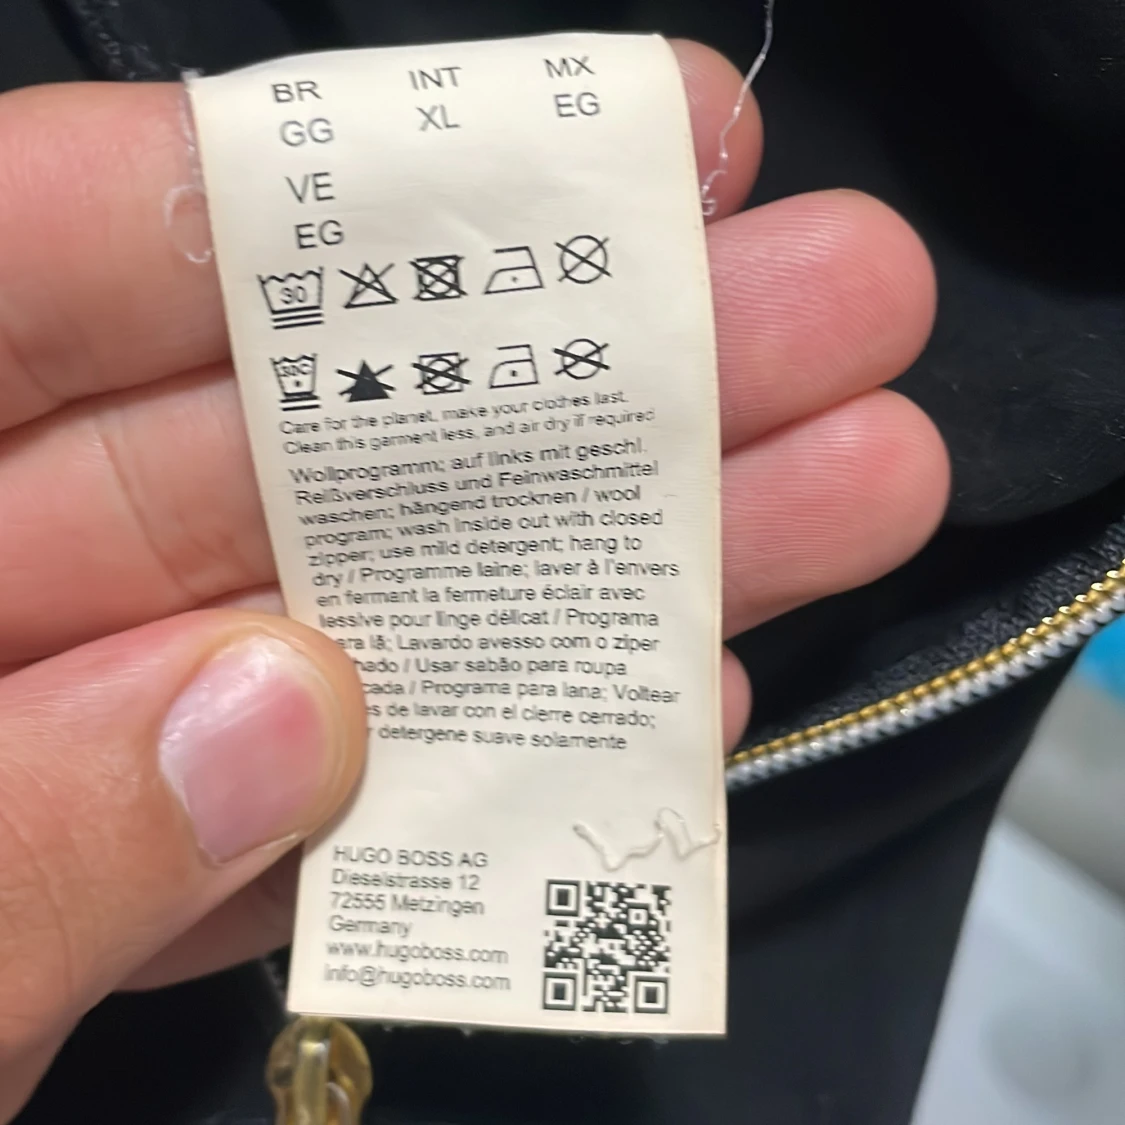 BR INT MX
GG XL EG
VE
EG
30
30C
Care for the planet, make your clothes last.
Clean this garment less, and air dry if required
Wollprogramm; auf links mit geschl.
Reißverschluss und Feinwaschmittel
waschen; hängend trocknen / wool
program; wash inside out with closed
zipper; use mild detergent; hang to
dry / Programme laine; laver à l'envers
en fermant la fermeture éclair avec
lessive pour linge délicat / Programa
lã; Lavardo avesso com o ziper
/ Usar sabão para roupa
/ Programa para lana; Voltear
de lavar con el cierre cerrado;
detergene suave solamente
HUGO BOSS AG
Dieselstrasse 12
72555 Metzingen
Germany
www.hugoboss.com
info@hugoboss.com